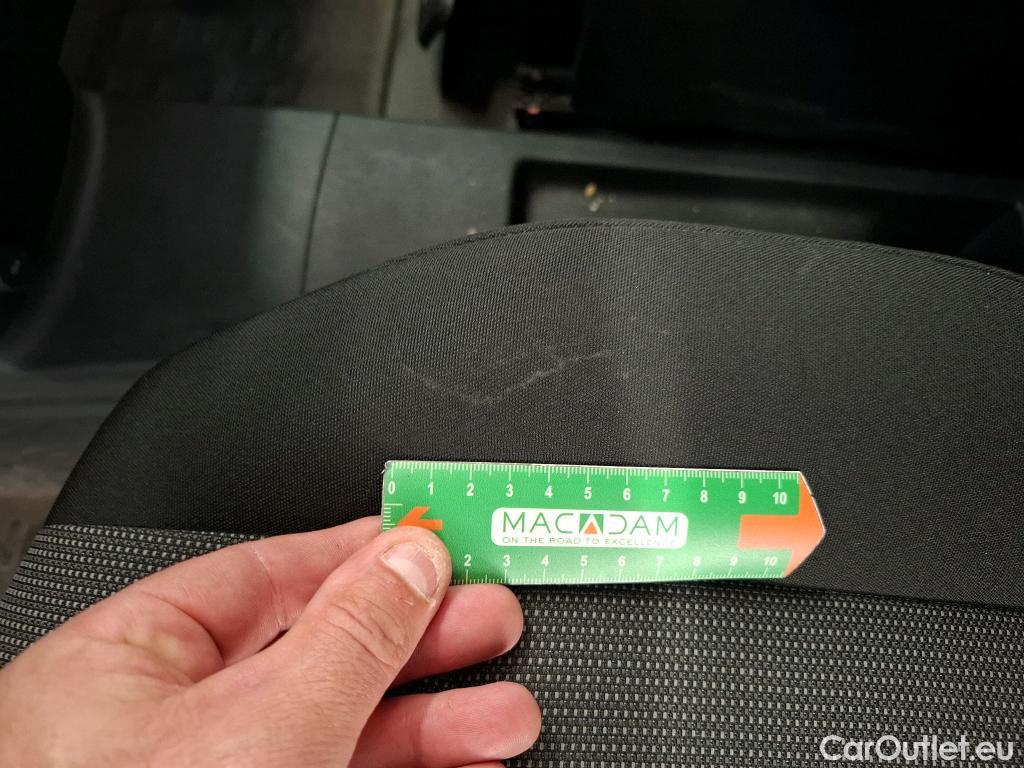 0 1 2 3 4 5 6 7 8 9 10
MACADAM
ON THE ROAD TO EXCELLENCE
2 3 4 5 6 7 8 9 10
CarOutlet.eu